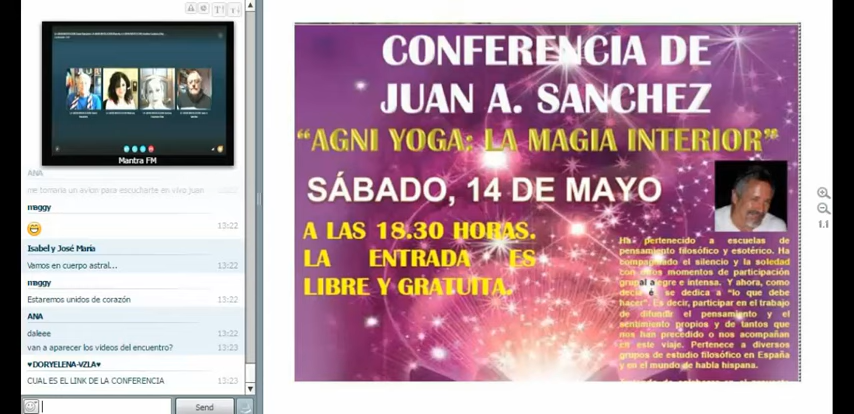 Mantra FM
ANA
me tomaria un avion para escucharte en vivo juan
maggy
13:22
Isabel y José María
Vamos en cuerpo astral... 13:22
maggy
Estaremos unidos de corazón 13:22
ANA
daleee 13:22
van a aparecer los videos del encuentro? 13:23
♥DORYELENA-VZLA♥
CUAL ES EL LINK DE LA CONFERENCIA 13:23
Send
CONFERENCIA DE
JUAN A. SANCHEZ
“AGNI YOGA: LA MAGIA INTERIOR”
SÁBADO, 14 DE MAYO
A LAS 18.30 HORAS.
LA ENTRADA ES
LIBRE Y GRATUITA.
Ha pertenecido a escuelas de
pensamiento filosófico y esotérico. Ha
compaginado el silencio y la soledad
con otros momentos de participación
grupal alegre e intensa. Y ahora, como
decía é se dedica a "lo que debe
hacer". Es decir, participar en el trabajo
de difundir el pensamiento y el
sentimiento propios y de tantos que
nos han precedido o nos acompañan
en este viaje. Pertenece a diversos
grupos de estudio filosófico en España
y en el mundo de habla hispana.
1.1